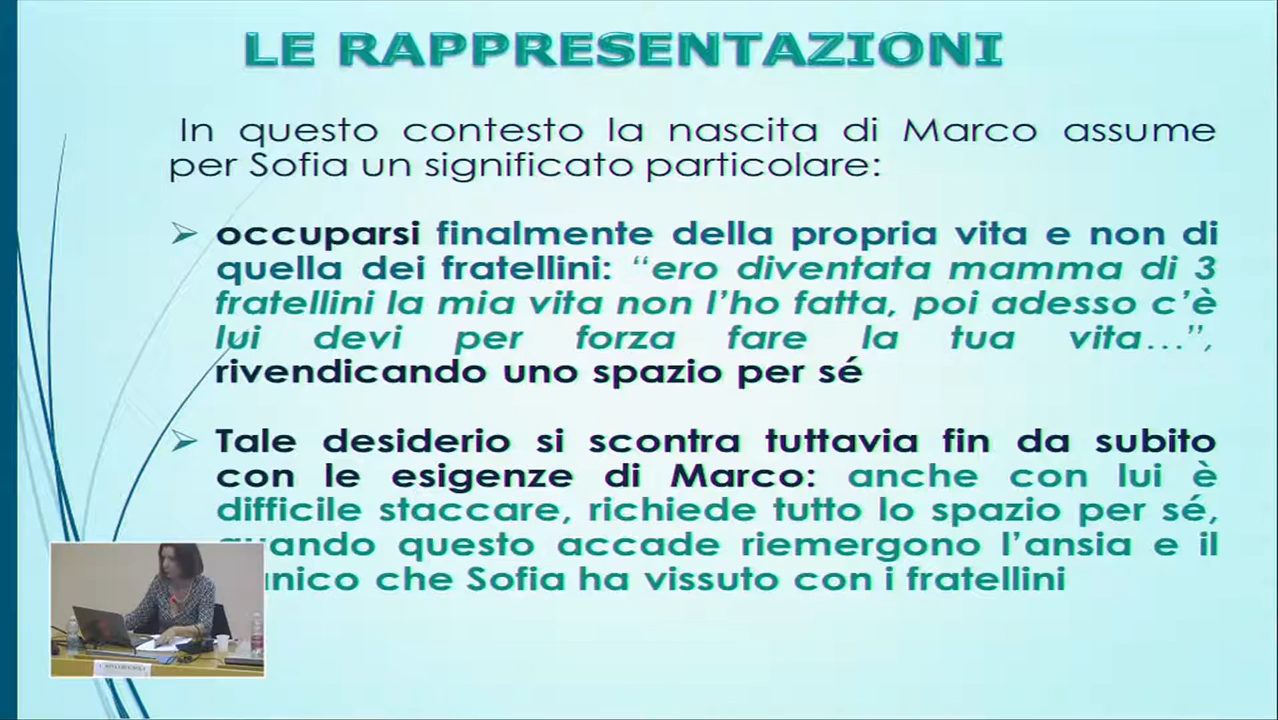 LE RAPPRESENTAZIONI
In questo contesto la nascita di Marco assume
per Sofia un significato particolare:
occuparsi finalmente della propria vita e non di
quella dei fratellini: “ero diventata mamma di 3
fratellini la mia vita non l’ho fatta, poi adesso c’è
lui devi per forza fare la tua vita…”,
rivendicando uno spazio per sé
Tale desiderio si scontra tuttavia fin da subito
con le esigenze di Marco: anche con lui è
difficile staccare, richiede tutto lo spazio per sé,
quando questo accade riemergono l’ansia e il
che Sofia ha vissuto con i fratellini